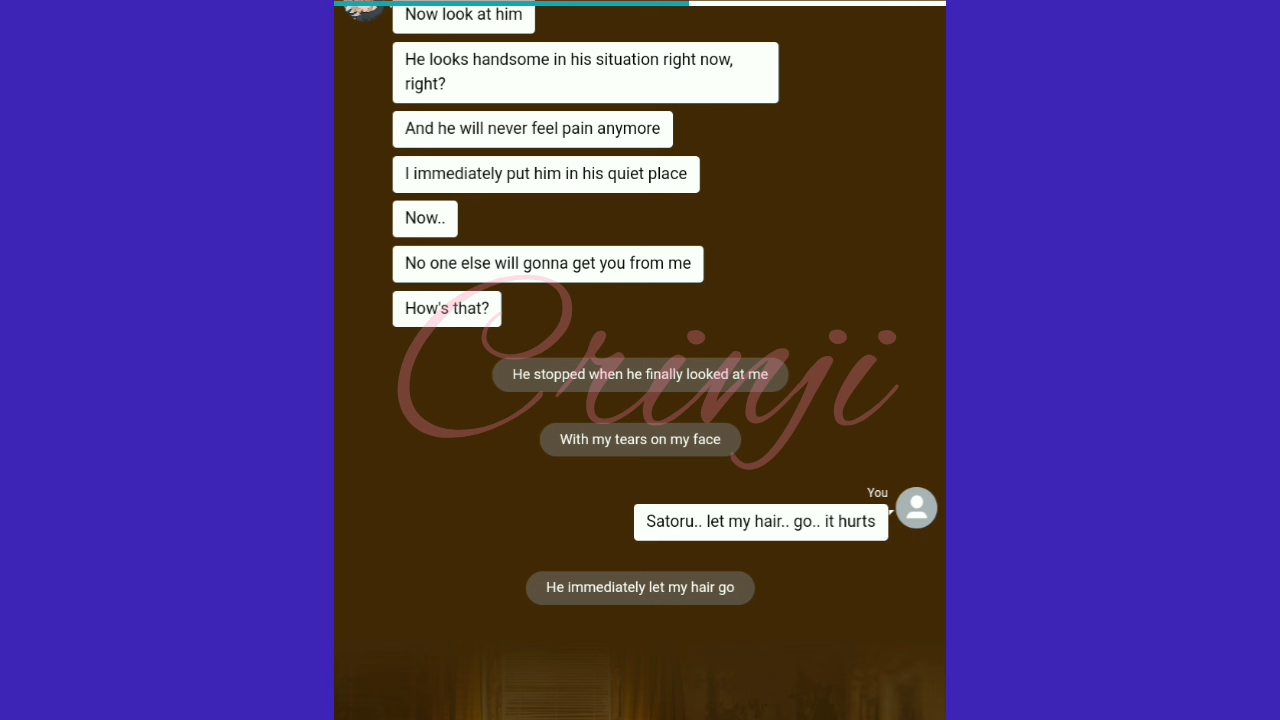 Now look at him
He looks handsome in his situation right now,
right?
And he will never feel pain anymore
I immediately put him in his quiet place
Now..
No one else will gonna get you from me
How's that?
He stopped when he finally looked at me
Crinji
With my tears on my face
You
Satoru.. let my hair.. go.. it hurts
He immediately let my hair go